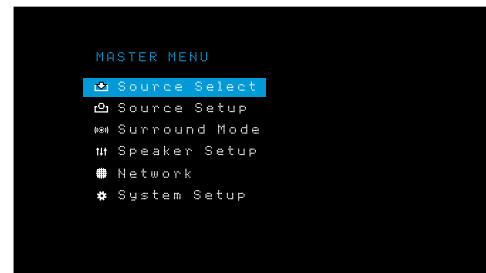 MASTER MENU
Source Select
Source Setup
Surround Mode
Speaker Setup
Network
System Setup